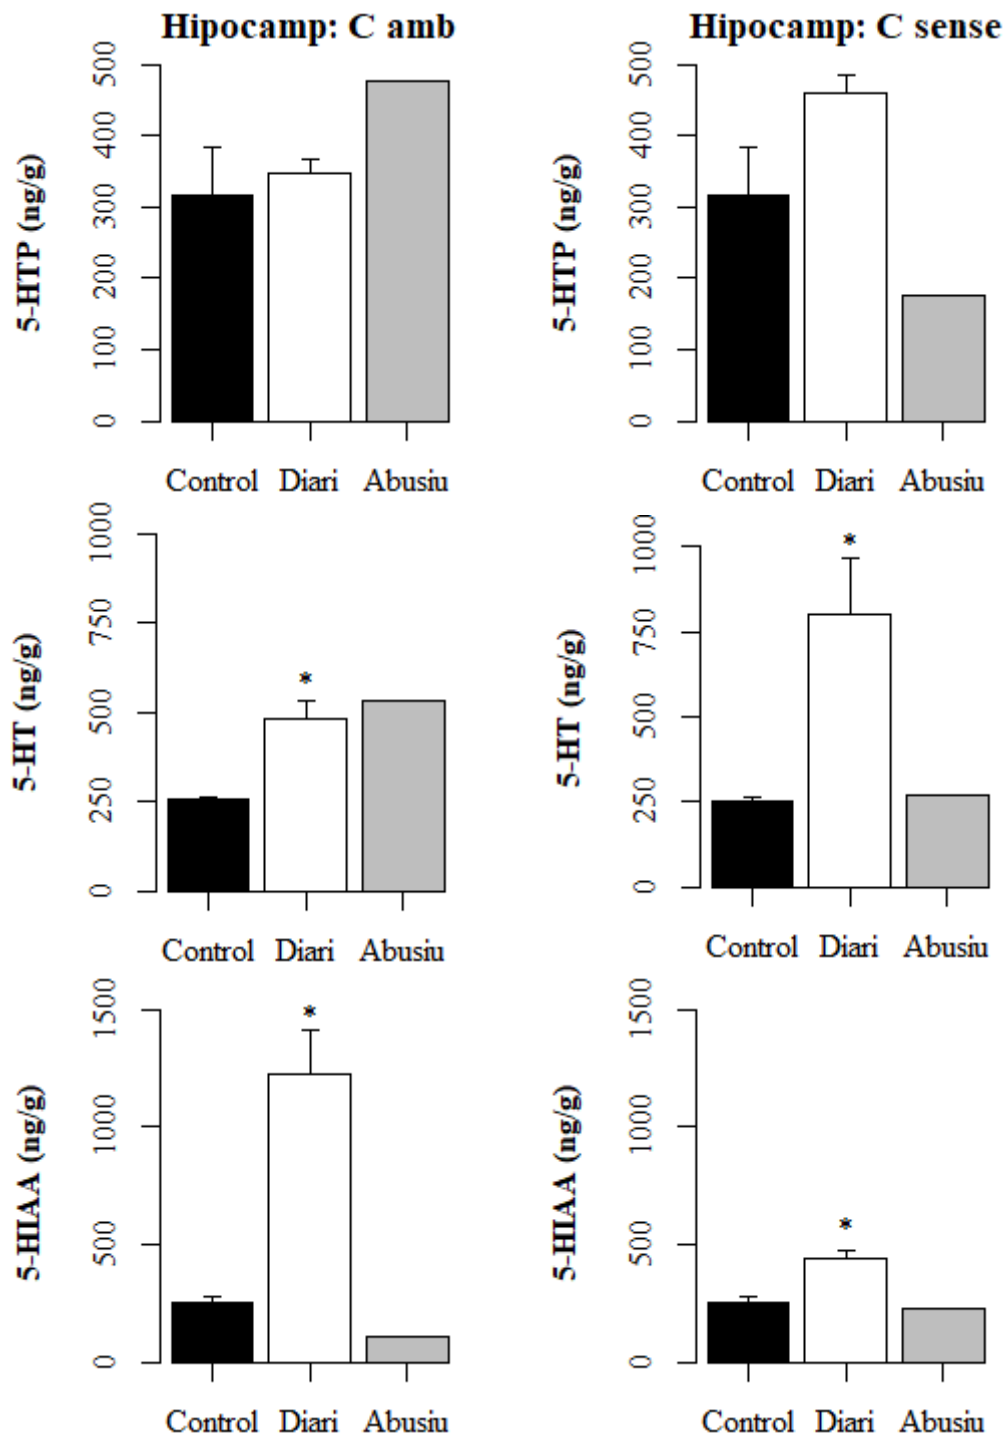 Hipocamp: C amb
5-HTP (ng/g)
500
400
300
200
100
0
Control Diari Abusiu
Hipocamp: C sense
5-HTP (ng/g)
500
400
300
200
100
0
Control Diari Abusiu
5-HT (ng/g)
1000
750
500
250
0
*
Control Diari Abusiu
5-HT (ng/g)
1000
750
500
250
0
*
Control Diari Abusiu
5-HIAA (ng/g)
1500
1000
500
0
*
Control Diari Abusiu
5-HIAA (ng/g)
1500
1000
500
0
*
Control Diari Abusiu